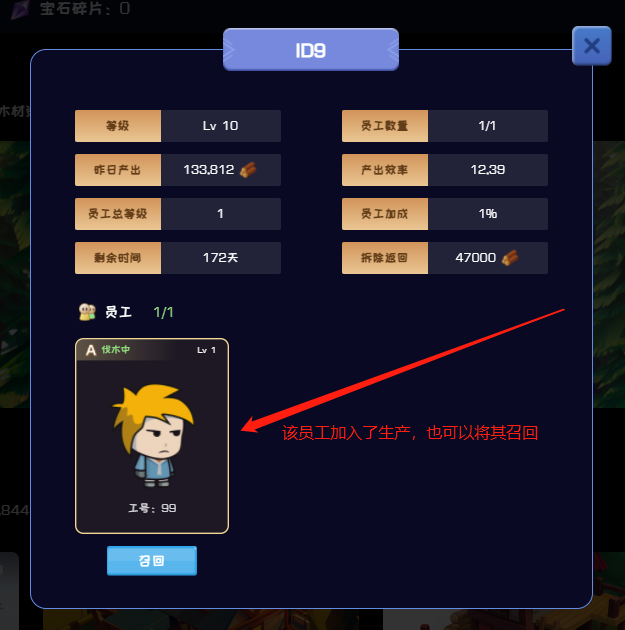 宝石碎片：0
ID9
木材
等级 Lv 10 员工数量 1/1
昨日产出 133,812 产出效率 12.39
员工总等级 1 员工加成 1%
剩余时间 172天 拆除返回 47000
员工 1/1
A 伐木中 Lv 1
该员工加入了生产，也可以将其召回
工号：99
,844
召回